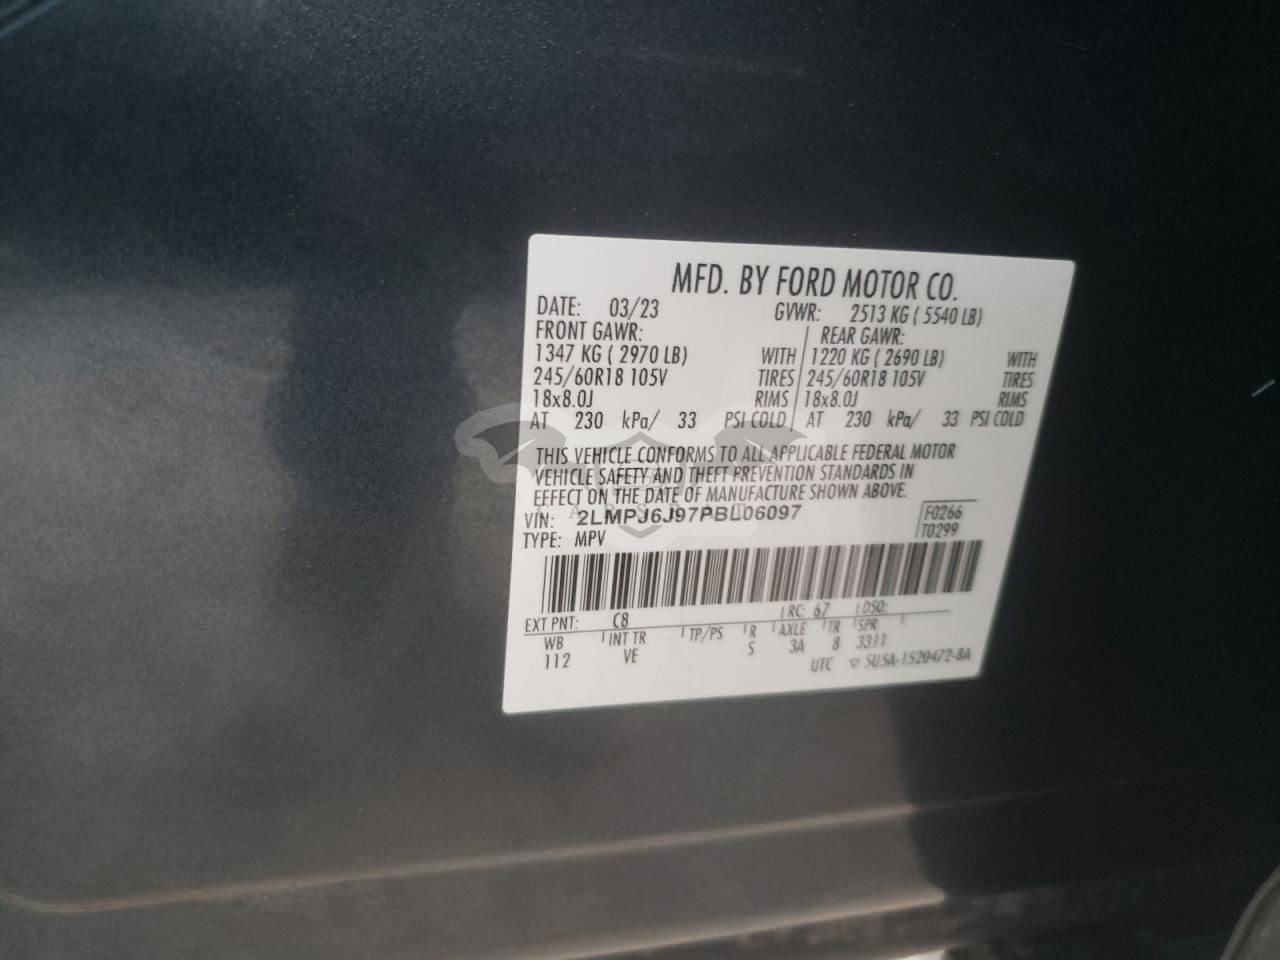 MFD. BY FORD MOTOR CO.
DATE: 03/23 GVWR: 2513 KG ( 5540 LB)
FRONT GAWR: REAR GAWR:
1347 KG ( 2970 LB) WITH 1220 KG ( 2690 LB) WITH
245/60R18 105V TIRES 245/60R18 105V TIRES
18x8.0J RIMS 18x8.0J RIMS
AT 230 kPa/ 33 PSI COLD AT 230 kPa/ 33 PSI COLD
THIS VEHICLE CONFORMS TO ALL APPLICABLE FEDERAL MOTOR
VEHICLE SAFETY AND THEFT PREVENTION STANDARDS IN
EFFECT ON THE DATE OF MANUFACTURE SHOWN ABOVE.
VIN: 2LMPJ6J97PBL06097 F0266
TYPE: MPV T0299
EXT PNT: C8 RC: 67 DSO:
WB INT TR TP/PS R AXLE TR SPR
112 VE S 3A 8 3311
UTC ▽ 5U5A-1520472-BA